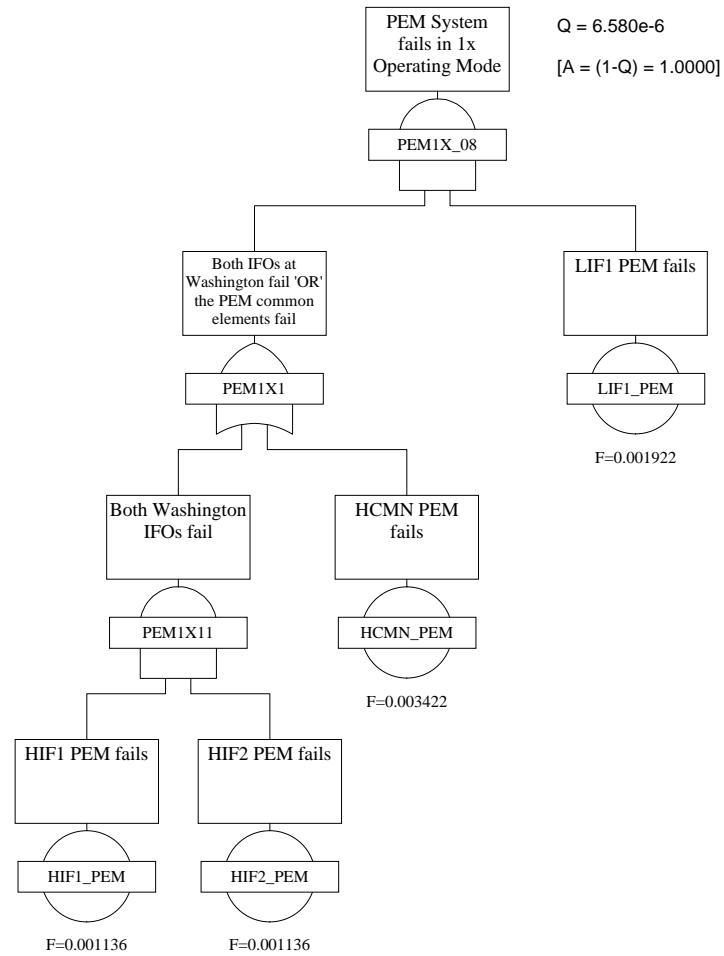 PEM System
fails in 1x
Operating Mode
Q = 6.580e-6
[A = (1-Q) = 1.0000]
PEM1X_08
Both IFOs at
Washington fail 'OR'
the PEM common
elements fail
LIF1 PEM fails
PEM1X1
LIF1_PEM
F=0.001922
Both Washington
IFOs fail
HCMN PEM
fails
PEM1X11
HCMN_PEM
F=0.003422
HIF1 PEM fails
HIF2 PEM fails
HIF1_PEM
HIF2_PEM
F=0.001136
F=0.001136